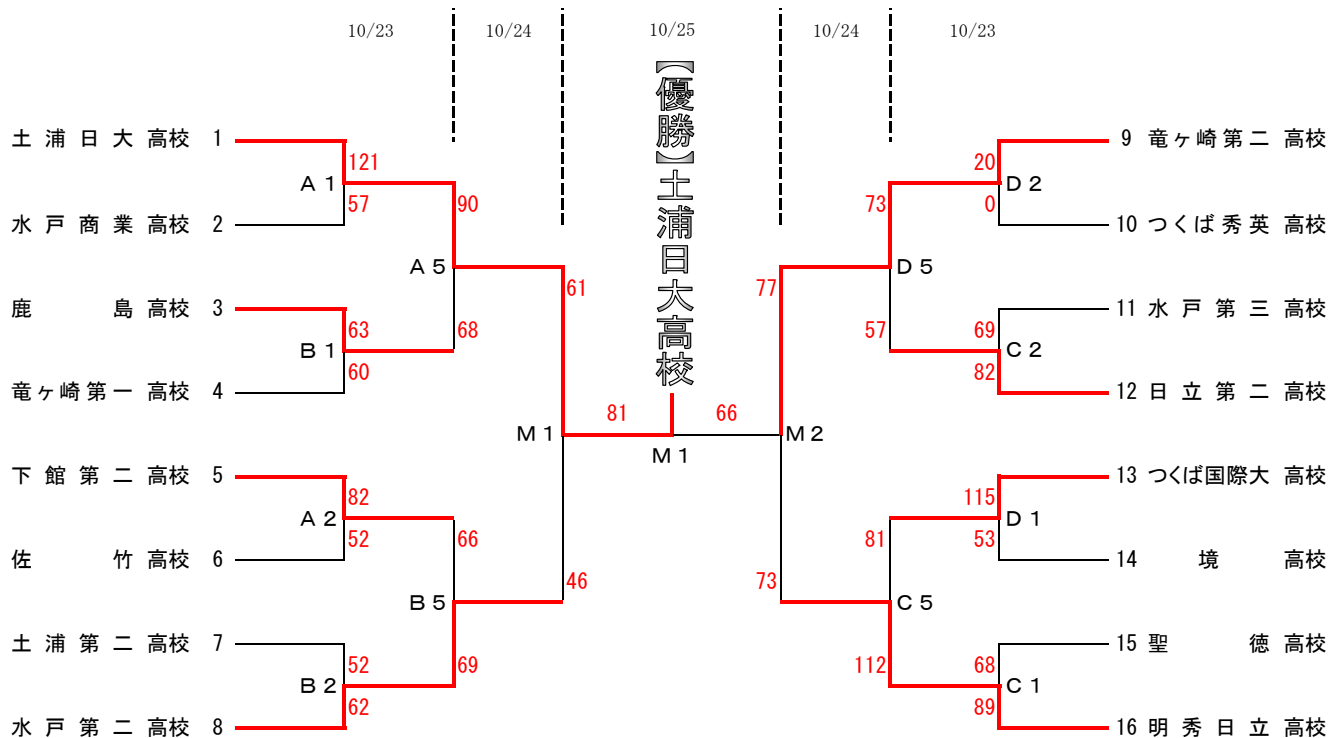 10/23 10/24 10/25 10/24 10/23
【優勝】土浦日大高校
土浦日大 高校 1
水戸商業 高校 2
鹿島 高校 3
竜ヶ崎第一 高校 4
下館第二 高校 5
佐竹 高校 6
土浦第二 高校 7
水戸第二 高校 8
A1
121
57
B1
63
60
A2
82
52
B2
52
62
A5
90
68
B5
66
69
M1
61
46
81
66
M1
M2
77
73
D5
73
57
C5
81
112
D2
20
0
C2
69
82
D1
115
53
C1
68
89
9 竜ヶ崎第二 高校
10 つくば秀英 高校
11 水戸第三 高校
12 日立第二 高校
13 つくば国際大 高校
14 境 高校
15 聖徳 高校
16 明秀日立 高校